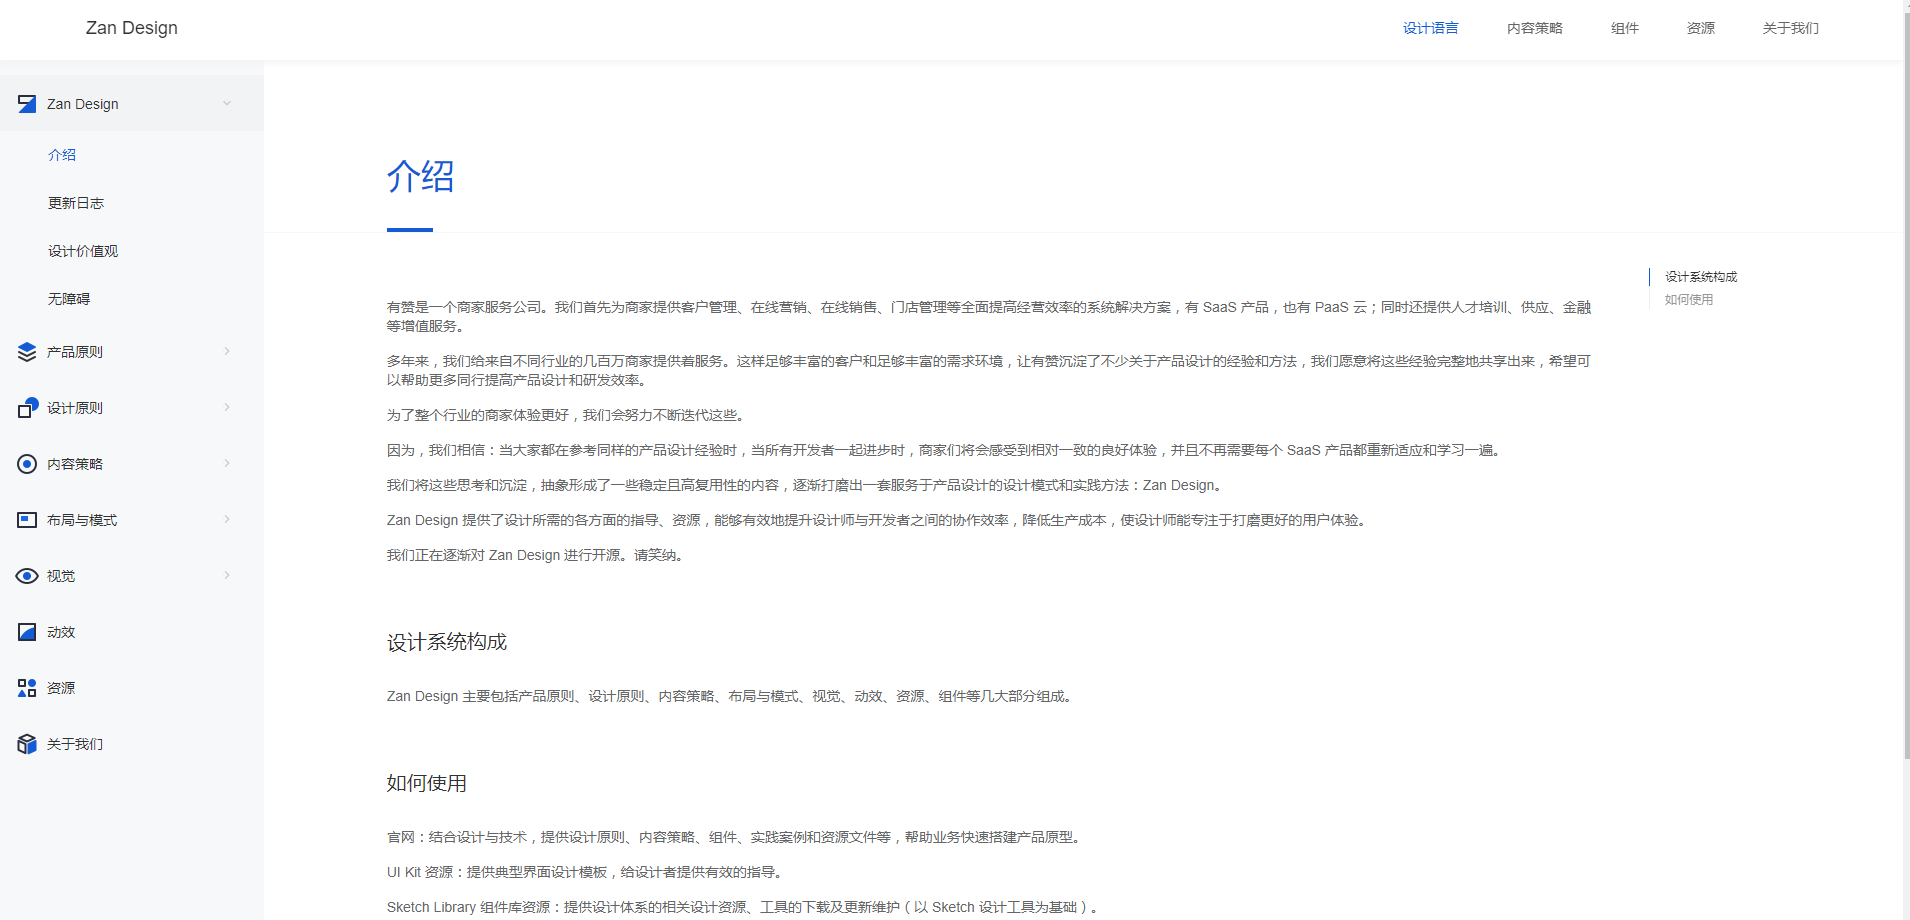 Zan Design
设计语言
内容策略
组件
资源
关于我们
Zan Design
介绍
更新日志
设计价值观
无障碍
产品原则
设计原则
内容策略
布局与模式
视觉
动效
资源
关于我们
介绍
有赞是一个商家服务公司。我们首先为商家提供客户管理、在线营销、在线销售、门店管理等全面提高经营效率的系统解决方案，有 SaaS 产品，也有 PaaS 云；同时还提供人才培训、供应、金融
等增值服务。
多年来，我们给来自不同行业的几百万商家提供着服务。这样足够丰富的客户和足够丰富的需求环境，让有赞沉淀了不少关于产品设计的经验和方法，我们愿意将这些经验完整地共享出来，希望可
以帮助更多同行提高产品设计和研发效率。
为了整个行业的商家体验更好，我们会努力不断迭代这些。
因为，我们相信：当大家都在参考同样的产品设计经验时，当所有开发者一起进步时，商家们将会感受到相对一致的良好体验，并且不再需要每个 SaaS 产品都重新适应和学习一遍。
我们将这些思考和沉淀，抽象形成了一些稳定且高复用性的内容，逐渐打磨出一套服务于产品设计的设计模式和实践方法：Zan Design。
Zan Design 提供了设计所需的各方面的指导、资源，能够有效地提升设计师与开发者之间的协作效率，降低生产成本，使设计师能专注于打磨更好的用户体验。
我们正在逐渐对 Zan Design 进行开源。请笑纳。
设计系统构成
Zan Design 主要包括产品原则、设计原则、内容策略、布局与模式、视觉、动效、资源、组件等几大部分组成。
如何使用
官网：结合设计与技术，提供设计原则、内容策略、组件、实践案例和资源文件等，帮助业务快速搭建产品原型。
UI Kit 资源：提供典型界面设计模板，给设计者提供有效的指导。
Sketch Library 组件库资源：提供设计体系的相关设计资源、工具的下载及更新维护（以 Sketch 设计工具为基础）。
设计系统构成
如何使用